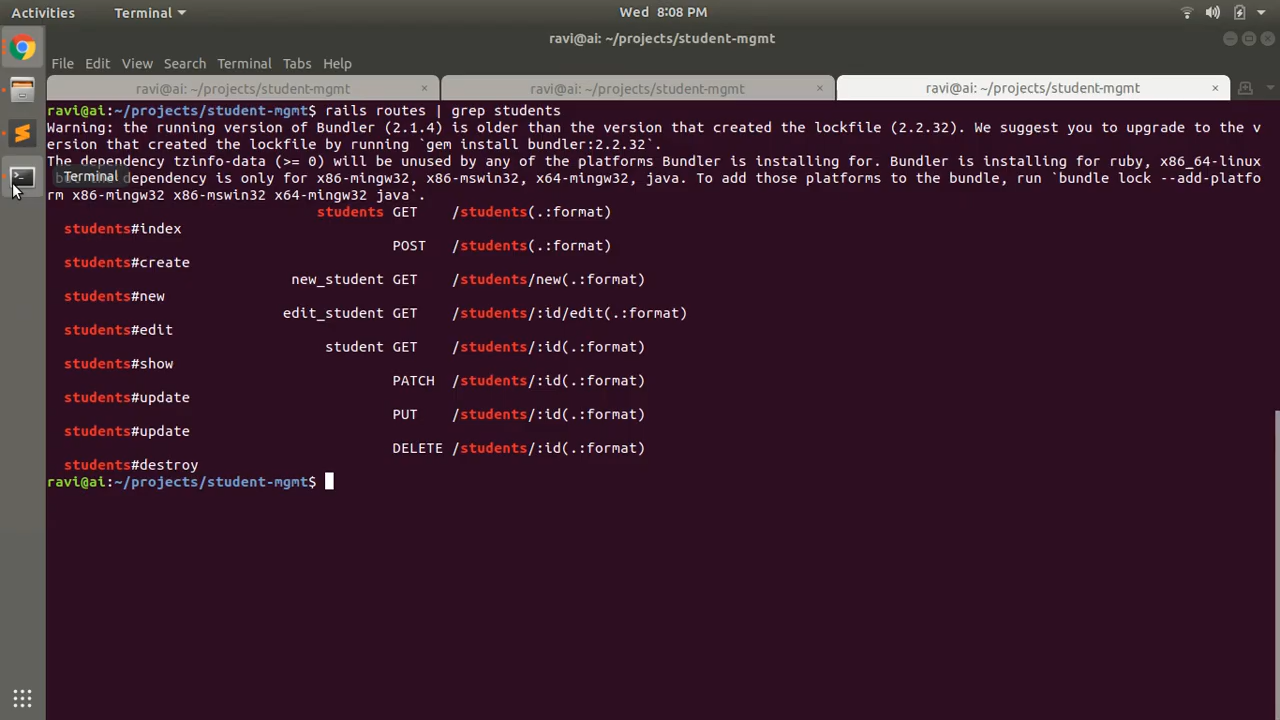 Activities Terminal Wed 8:08 PM
ravi@ai: ~/projects/student-mgmt
File Edit View Search Terminal Tabs Help
ravi@ai: ~/projects/student-mgmt × ravi@ai: ~/projects/student-mgmt × ravi@ai: ~/projects/student-mgmt ×
ravi@ai:~/projects/student-mgmt$ rails routes | grep students
Warning: the running version of Bundler (2.1.4) is older than the version that created the lockfile (2.2.32). We suggest you to upgrade to the v
ersion that created the lockfile by running `gem install bundler:2.2.32`.
The dependency tzinfo-data (>= 0) will be unused by any of the platforms Bundler is installing for. Bundler is installing for ruby, x86_64-linux
Terminal dependency is only for x86-mingw32, x86-mswin32, x64-mingw32, java. To add those platforms to the bundle, run `bundle lock --add-platfo
rm x86-mingw32 x86-mswin32 x64-mingw32 java`.
students GET /students(.:format)
students#index
POST /students(.:format)
students#create
new_student GET /students/new(.:format)
students#new
edit_student GET /students/:id/edit(.:format)
students#edit
student GET /students/:id(.:format)
students#show
PATCH /students/:id(.:format)
students#update
PUT /students/:id(.:format)
students#update
DELETE /students/:id(.:format)
students#destroy
ravi@ai:~/projects/student-mgmt$